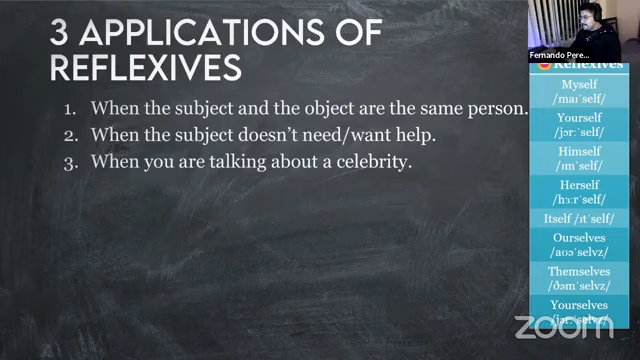 3 APPLICATIONS OF
REFLEXIVES
1. When the subject and the object are the same person.
2. When the subject doesn't need/want help.
3. When you are talking about a celebrity.
Fernando Pere...
Reflexives
Myself
/maɪˈself/
Yourself
/jɔrːˈself/
Himself
/ɪmˈself/
Herself
/hɜːrˈself/
Itself /ɪtˈself/
Ourselves
/aʊəˈselvz/
Themselves
/ðəmˈselvz/
Yourselves
/jɔrːˈselvz/
zoom